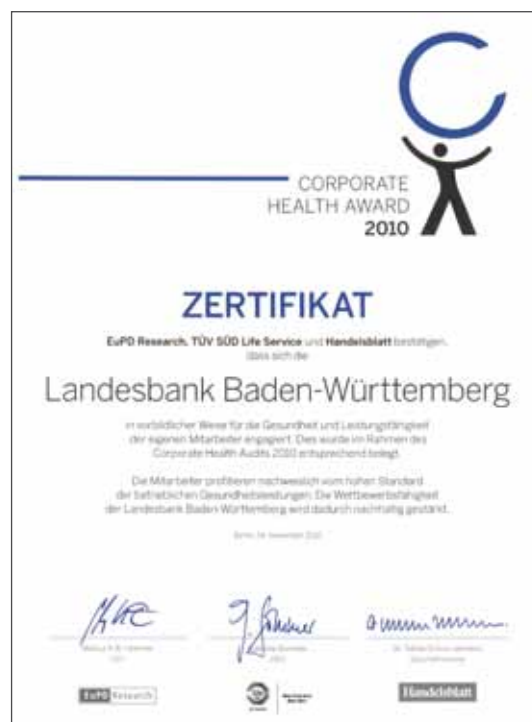 CORPORATE
HEALTH AWARD
2010
ZERTIFIKAT
EuPD Research, TÜV SÜD Life Service und Handelsblatt bestätigen,
dass sich die
Landesbank Baden-Württemberg
in vorbildlicher Weise für die Gesundheit und Leistungsfähigkeit
der eigenen Mitarbeiter engagiert. Dies wurde im Rahmen des
Corporate Health Audits 2010 entsprechend belegt.
Die Mitarbeiter profitieren nachweislich vom hohen Standard
der betrieblichen Gesundheitsleistungen. Die Wettbewerbsfähigkeit
der Landesbank Baden-Württemberg wird dadurch nachhaltig gestärkt.
EuPD Research
Handelsblatt